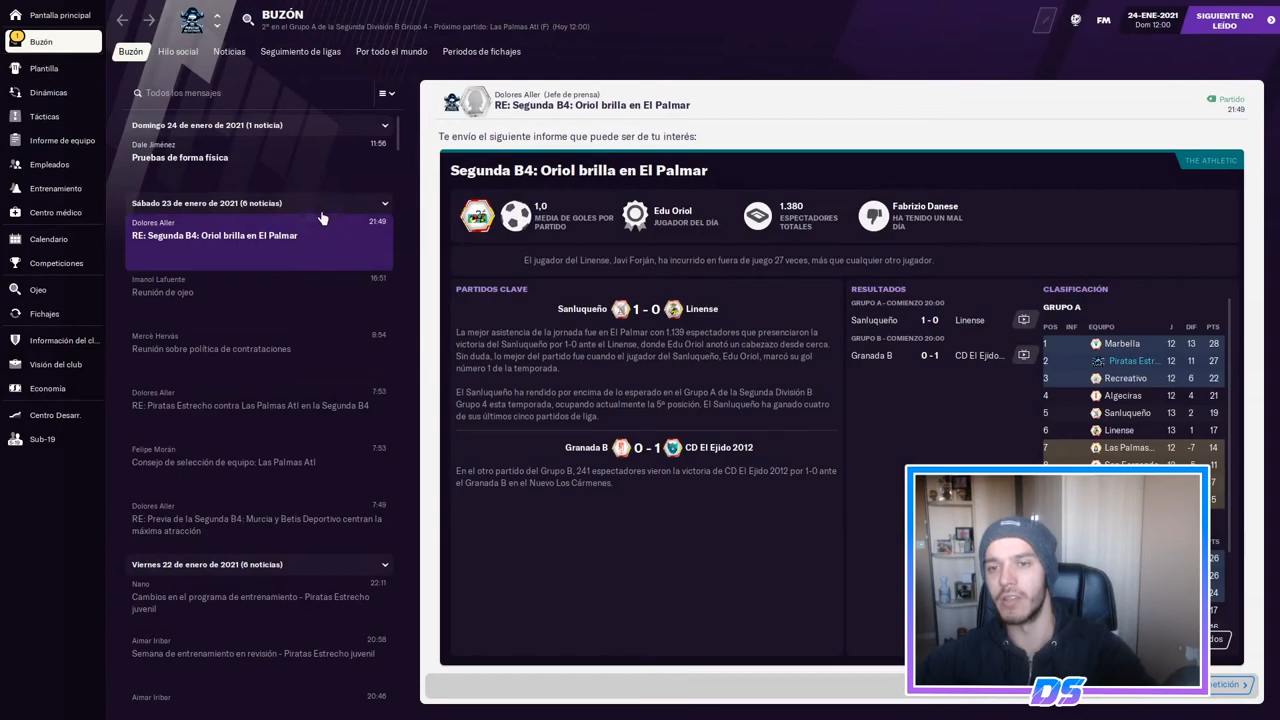 Pantalla principal
Buzón
Plantilla
Dinámicas
Tácticas
Informe de equipo
Empleados
Entrenamiento
Centro médico
Calendario
Competiciones
Ojeo
Fichajes
Información del cl...
Visión del club
Economía
Centro Desarr.
Sub-19
1
BUZÓN
2º en el Grupo A de la Segunda División B Grupo 4 - Próximo partido: Las Palmas Atl (F) (Hoy 12:00)
FM
24-ENE-2021
Dom 12:00
SIGUIENTE NO LEÍDO
Buzón Hilo social Noticias Seguimiento de ligas Por todo el mundo Periodos de fichajes
Todos los mensajes
Domingo 24 de enero de 2021 (1 noticia)
Dale Jiménez 11:56
Pruebas de forma física
Sábado 23 de enero de 2021 (6 noticias)
Dolores Aller 21:49
RE: Segunda B4: Oriol brilla en El Palmar
Imanol Lafuente 16:51
Reunión de ojeo
Mercè Hervàs 8:54
Reunión sobre política de contrataciones
Dolores Aller 7:53
RE: Piratas Estrecho contra Las Palmas Atl en la Segunda B4
Felipe Morán 7:53
Consejo de selección de equipo: Las Palmas Atl
Dolores Aller 7:49
RE: Previa de la Segunda B4: Murcia y Betis Deportivo centran la
máxima atracción
Viernes 22 de enero de 2021 (6 noticias)
Nano 22:11
Cambios en el programa de entrenamiento - Piratas Estrecho
juvenil
Aimar Iribar 20:58
Semana de entrenamiento en revisión - Piratas Estrecho juvenil
Aimar Iribar 20:46
Dolores Aller (Jefe de prensa)
RE: Segunda B4: Oriol brilla en El Palmar
Partido
21:49
Te envío el siguiente informe que puede ser de tu interés:
THE ATHLETIC
Segunda B4: Oriol brilla en El Palmar
1,0
MEDIA DE GOLES POR
PARTIDO
Edu Oriol
JUGADOR DEL DÍA
1.380
ESPECTADORES
TOTALES
Fabrizio Danese
HA TENIDO UN MAL
DÍA
El jugador del Linense, Javi Forján, ha incurrido en fuera de juego 27 veces, más que cualquier otro jugador.
PARTIDOS CLAVE
Sanluqueño 1 - 0 Linense
La mejor asistencia de la jornada fue en El Palmar con 1.139 espectadores que presenciaron la
victoria del Sanluqueño por 1-0 ante el Linense, donde Edu Oriol anotó un cabezazo desde cerca.
Sin duda, lo mejor del partido fue cuando el jugador del Sanluqueño, Edu Oriol, marcó su gol
número 1 de la temporada.
El Sanluqueño ha rendido por encima de lo esperado en el Grupo A de la Segunda División B
Grupo 4 esta temporada, ocupando actualmente la 5ª posición. El Sanluqueño ha ganado cuatro
de sus últimos cinco partidos de liga.
Granada B 0 - 1 CD El Ejido 2012
En el otro partido del Grupo B, 241 espectadores vieron la victoria de CD El Ejido 2012 por 1-0 ante
el Granada B en el Nuevo Los Cármenes.
RESULTADOS
GRUPO A - COMIENZO 20:00
Sanluqueño 1 - 0 Linense
GRUPO B - COMIENZO 20:00
Granada B 0 - 1 CD El Ejido...
CLASIFICACIÓN
GRUPO A
POS INF EQUIPO J DIF PTS
1 Marbella 12 13 28
2 Piratas Estr... 12 11 27
3 Recreativo 12 6 22
4 Algeciras 12 4 21
5 Sanluqueño 13 2 19
6 Linense 13 1 17
7 Las Palmas... 12 -7 14
11
7
5
PTS
26
26
24
17
dos
etición
DS